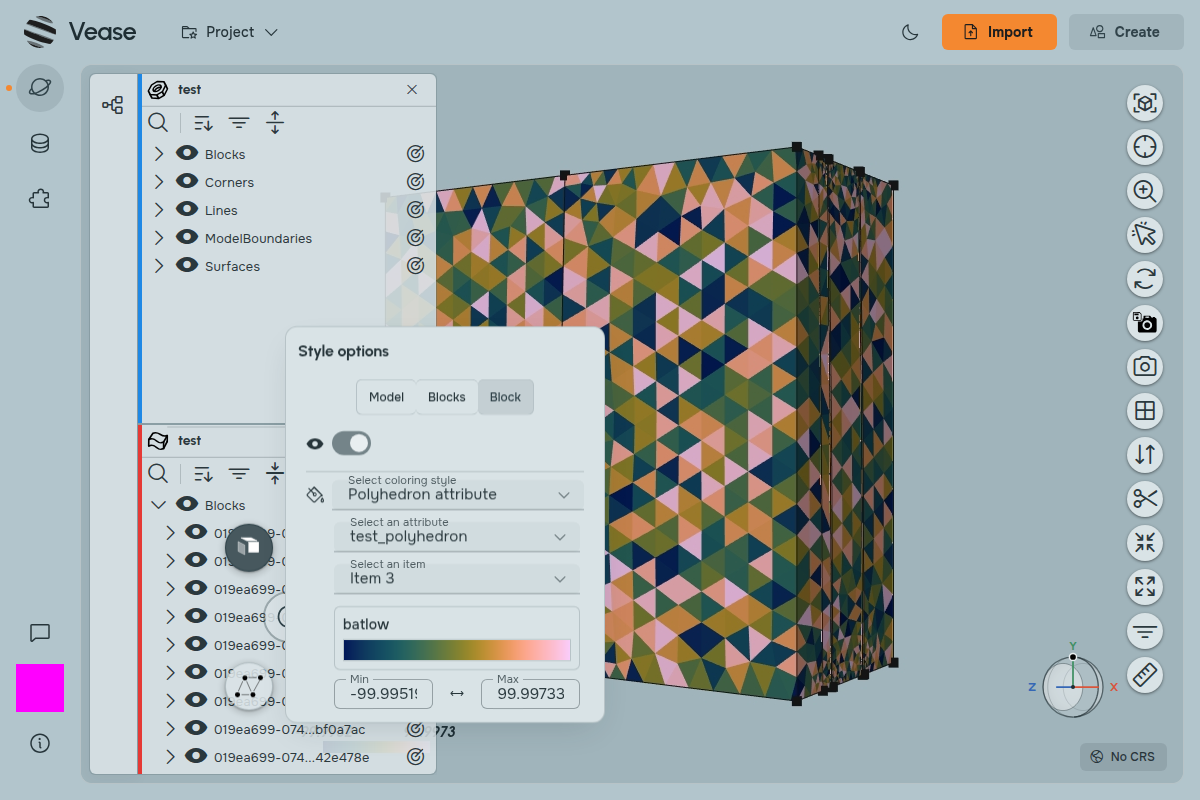 Vease
Project
Import
Create
test
Blocks
Corners
Lines
ModelBoundaries
Surfaces
Style options
Model
Blocks
Block
Select coloring style
Polyhedron attribute
Select an attribute
test_polyhedron
Select an item
Item 3
batlow
Min
Max
99.99733
test
Blocks
019ea699-074...bf0a7ac
019ea699-074...42e478e
Y
Z
X
No CRS